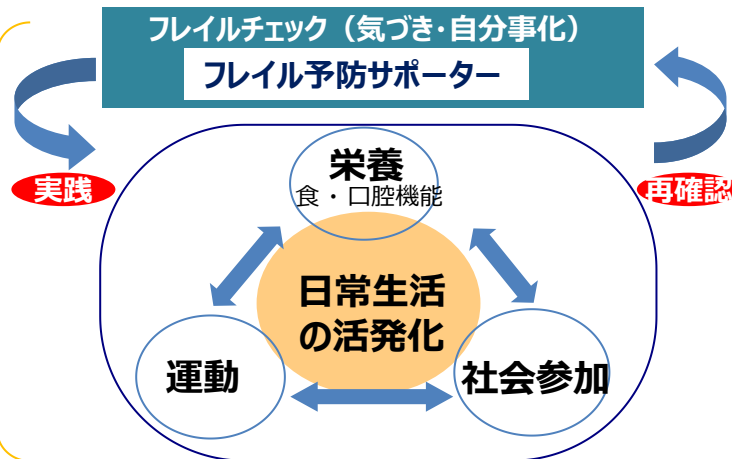 フレイルチェック（気づき・自分事化）
フレイル予防サポーター
実践
再確認
栄養
食・口腔機能
日常生活
の活発化
運動
社会参加